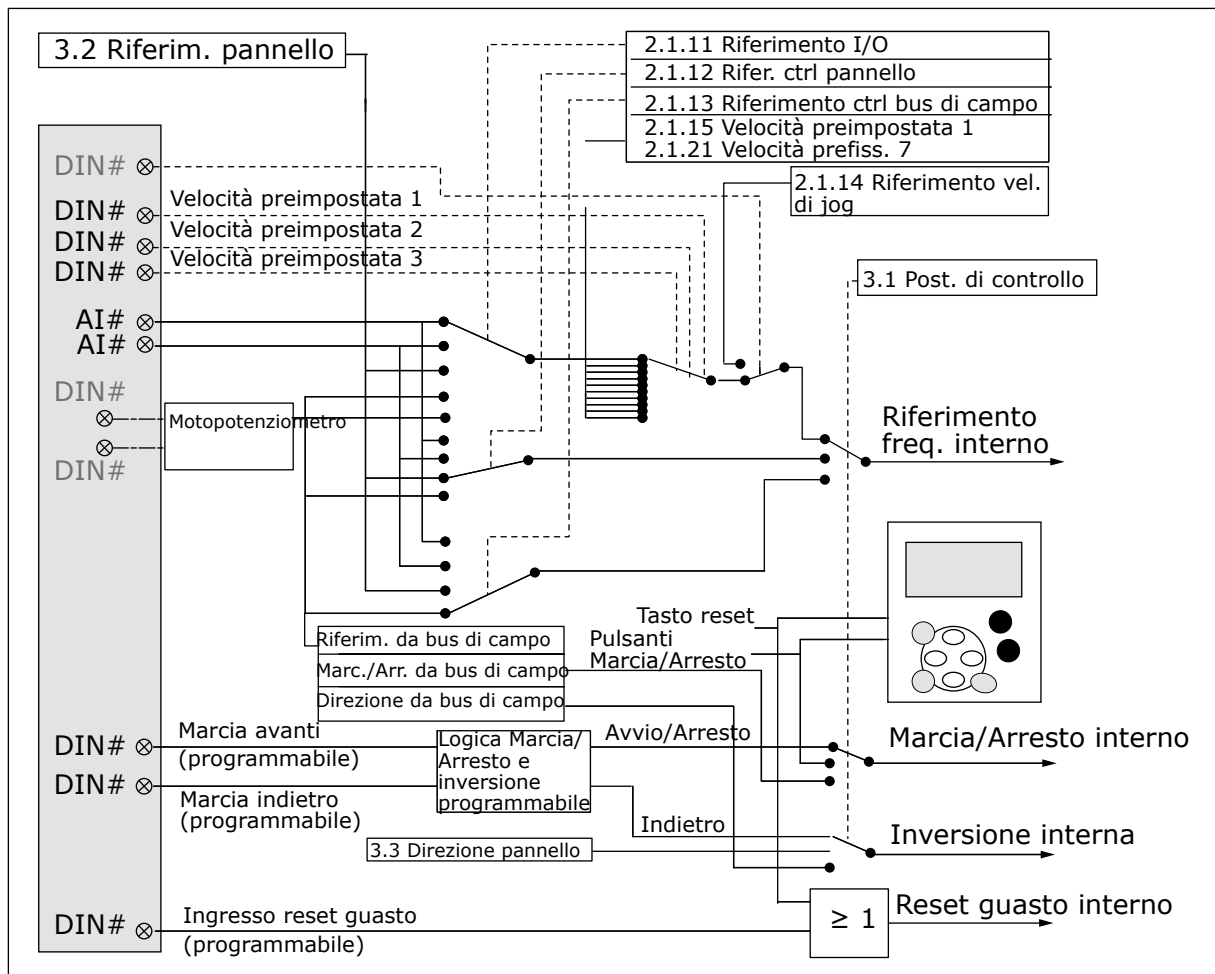 3.2 Riferim. pannello
2.1.11 Riferimento I/O
2.1.12 Rifer. ctrl pannello
2.1.13 Riferimento ctrl bus di campo
2.1.15 Velocità preimpostata 1
2.1.21 Velocità prefiss. 7
2.1.14 Riferimento vel.
di jog
DIN#
DIN#
Velocità preimpostata 1
DIN#
Velocità preimpostata 2
DIN#
Velocità preimpostata 3
3.1 Post. di controllo
AI#
AI#
DIN#
Motopotenziometro
DIN#
Riferimento
freq. interno
Riferim. da bus di campo
Marc./Arr. da bus di campo
Direzione da bus di campo
Tasto reset
Pulsanti
Marcia/Arresto
DIN#
Marcia avanti
(programmabile)
DIN#
Marcia indietro
(programmabile)
Logica Marcia/
Arresto e
inversione
programmabile
Avvio/Arresto
Marcia/Arresto interno
Indietro
3.3 Direzione pannello
Inversione interna
DIN#
Ingresso reset guasto
(programmabile)
≥ 1
Reset guasto interno